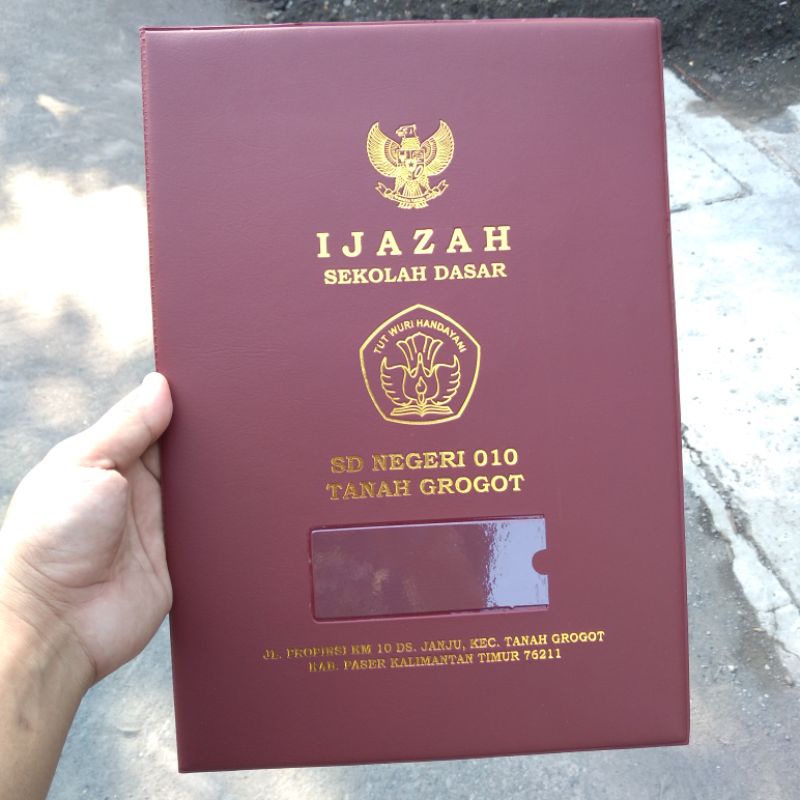 IJAZAH
SEKOLAH DASAR
TUT WURI HANDAYANI
SD NEGERI 010
TANAH GROGOT
JL. PROPINSI KM 10 DS. JANJU, KEC. TANAH GROGOT
KAB. PASER KALIMANTAN TIMUR 76211